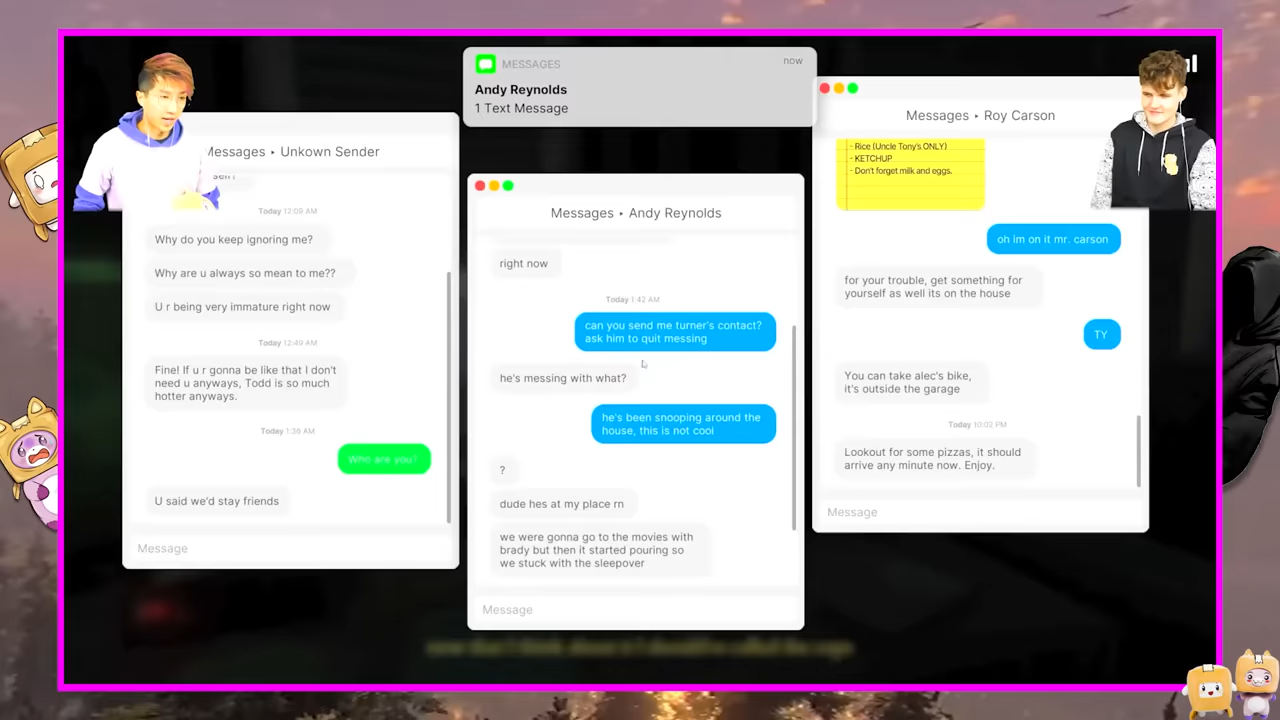 MESSAGES
now
Andy Reynolds
1 Text Message
Messages ‣ Unkown Sender
Today 12:09 AM
Why do you keep ignoring me?
Why are u always so mean to me??
U r being very immature right now
Today 12:49 AM
Fine! If u r gonna be like that I don't
need u anyways, Todd is so much
hotter anyways.
Today 1:36 AM
Who are you?
U said we'd stay friends
Message
Messages ‣ Andy Reynolds
right now
Today 1:42 AM
can you send me turner's contact?
ask him to quit messing
he's messing with what?
he's been snooping around the
house, this is not cool
?
dude hes at my place rn
we were gonna go to the movies with
brady but then it started pouring so
we stuck with the sleepover
Message
Messages ‣ Roy Carson
- Rice (Uncle Tony's ONLY)
- KETCHUP
- Don't forget milk and eggs.
oh im on it mr. carson
for your trouble, get something for
yourself as well its on the house
TY
You can take alec's bike,
it's outside the garage
Today 10:02 PM
Lookout for some pizzas, it should
arrive any minute now. Enjoy.
Message